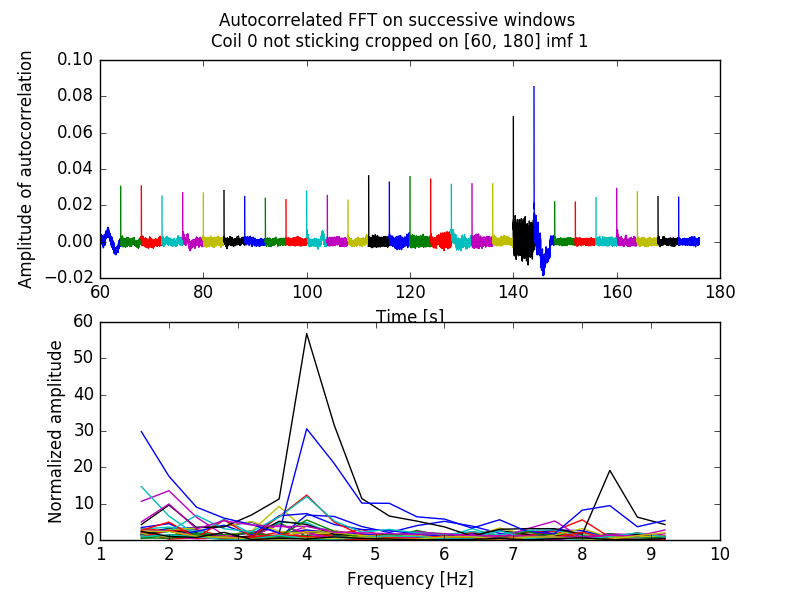 Autocorrelated FFT on successive windows
Coil 0 not sticking cropped on [60, 180] imf 1
Amplitude of autocorrelation
0.10
0.08
0.06
0.04
0.02
0.00
−0.02
60 80 100 120 140 160 180
Time [s]
Normalized amplitude
60
50
40
30
20
10
0
1 2 3 4 5 6 7 8 9 10
Frequency [Hz]